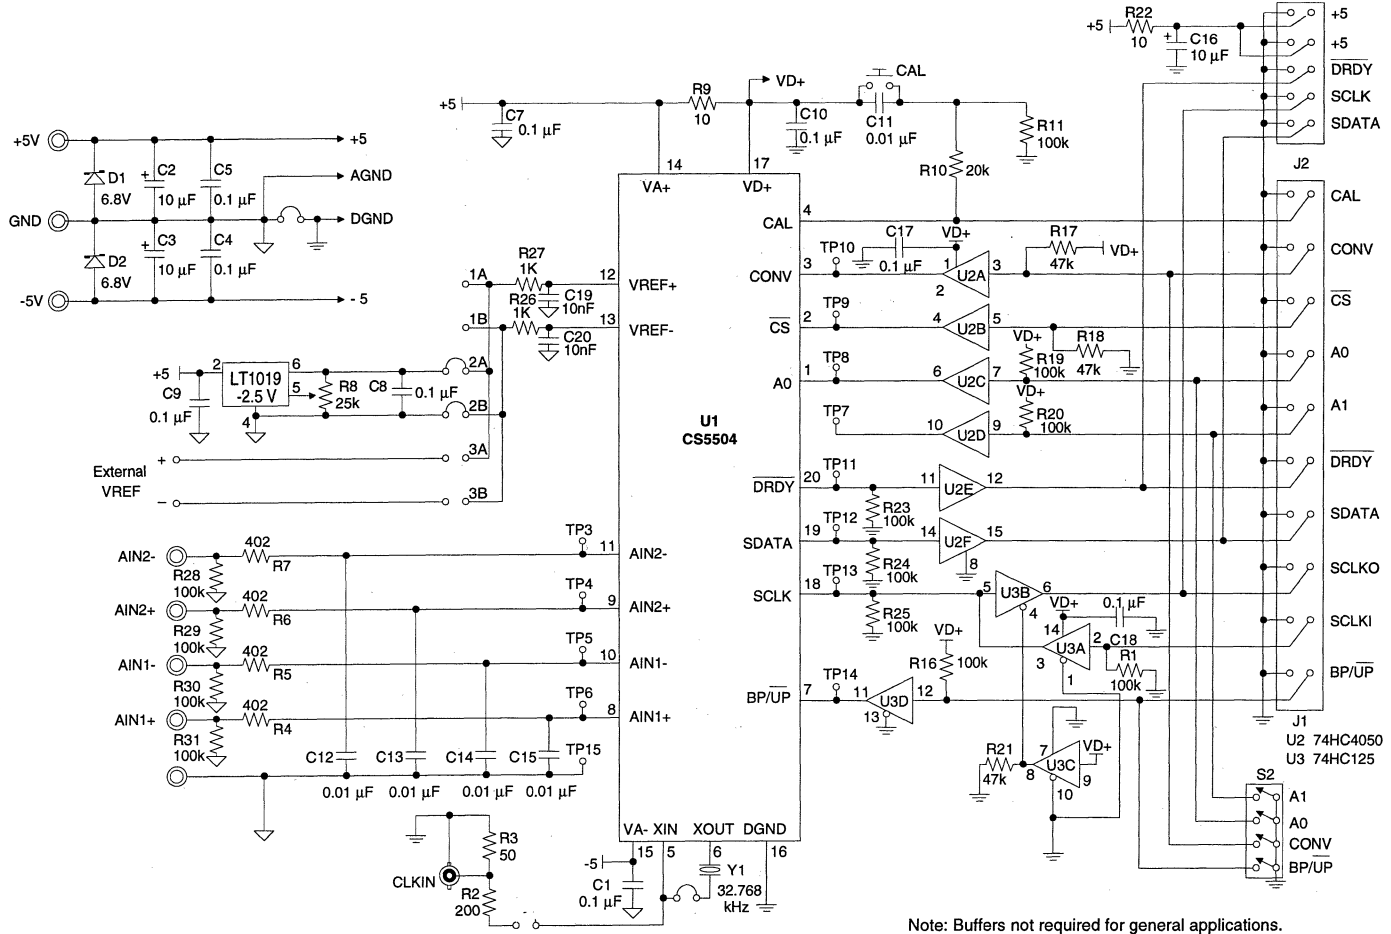 +5V
GND
-5V
D1
6.8V
D2
6.8V
+
C2
10 µF
+
C3
10 µF
C5
0.1 µF
C4
0.1 µF
+5
AGND
DGND
- 5
+5
C7
0.1 µF
R9
10
VD+
C10
0.1 µF
CAL
C11
0.01 µF
R11
100k
R10
20k
+5
R22
10
+
C16
10 µF
+5
+5
DRDY
SCLK
SDATA
J2
CAL
CONV
CS
A0
A1
DRDY
SDATA
SCLKO
SCLKI
BP/UP
J1
U2 74HC4050
U3 74HC125
S2
A1
A0
CONV
BP/UP
14
VA+
17
VD+
4
CAL
3
CONV
2
CS
1
A0
20
DRDY
19
SDATA
18
SCLK
7
BP/UP
U1
CS5504
12
VREF+
13
VREF-
11
AIN2-
9
AIN2+
10
AIN1-
8
AIN1+
VA-
XIN
XOUT
DGND
15
5
6
16
1A
1B
2A
2B
3A
3B
R27
1K
R26
1K
C19
10nF
C20
10nF
+5
C9
0.1 µF
2
LT1019
-2.5 V
6
5
4
R8
25k
C8
0.1 µF
External
VREF
+
−
AIN2-
AIN2+
AIN1-
AIN1+
R28
100k
R29
100k
R30
100k
R31
100k
402
R7
402
R6
402
R5
402
R4
TP3
TP4
TP5
TP6
TP15
C12
0.01 µF
C13
0.01 µF
C14
0.01 µF
C15
0.01 µF
CLKIN
R3
50
R2
200
-5
C1
0.1 µF
Y1
32.768
kHz
TP10
C17
0.1 µF
VD+
1
2
U2A
3
R17
47k
VD+
TP9
4
U2B
5
R18
47k
TP8
6
U2C
7
VD+
R19
100k
TP7
10
U2D
9
VD+
R20
100k
TP11
11
U2E
12
R23
100k
TP12
14
U2F
15
8
R24
100k
TP13
5
U3B
6
4
R25
100k
VD+
0.1 µF
C18
14
U3A
2
3
1
R1
100k
TP14
11
U3D
12
13
VD+
R16
100k
R21
47k
7
U3C
8
9
10
VD+
Note: Buffers not required for general applications.